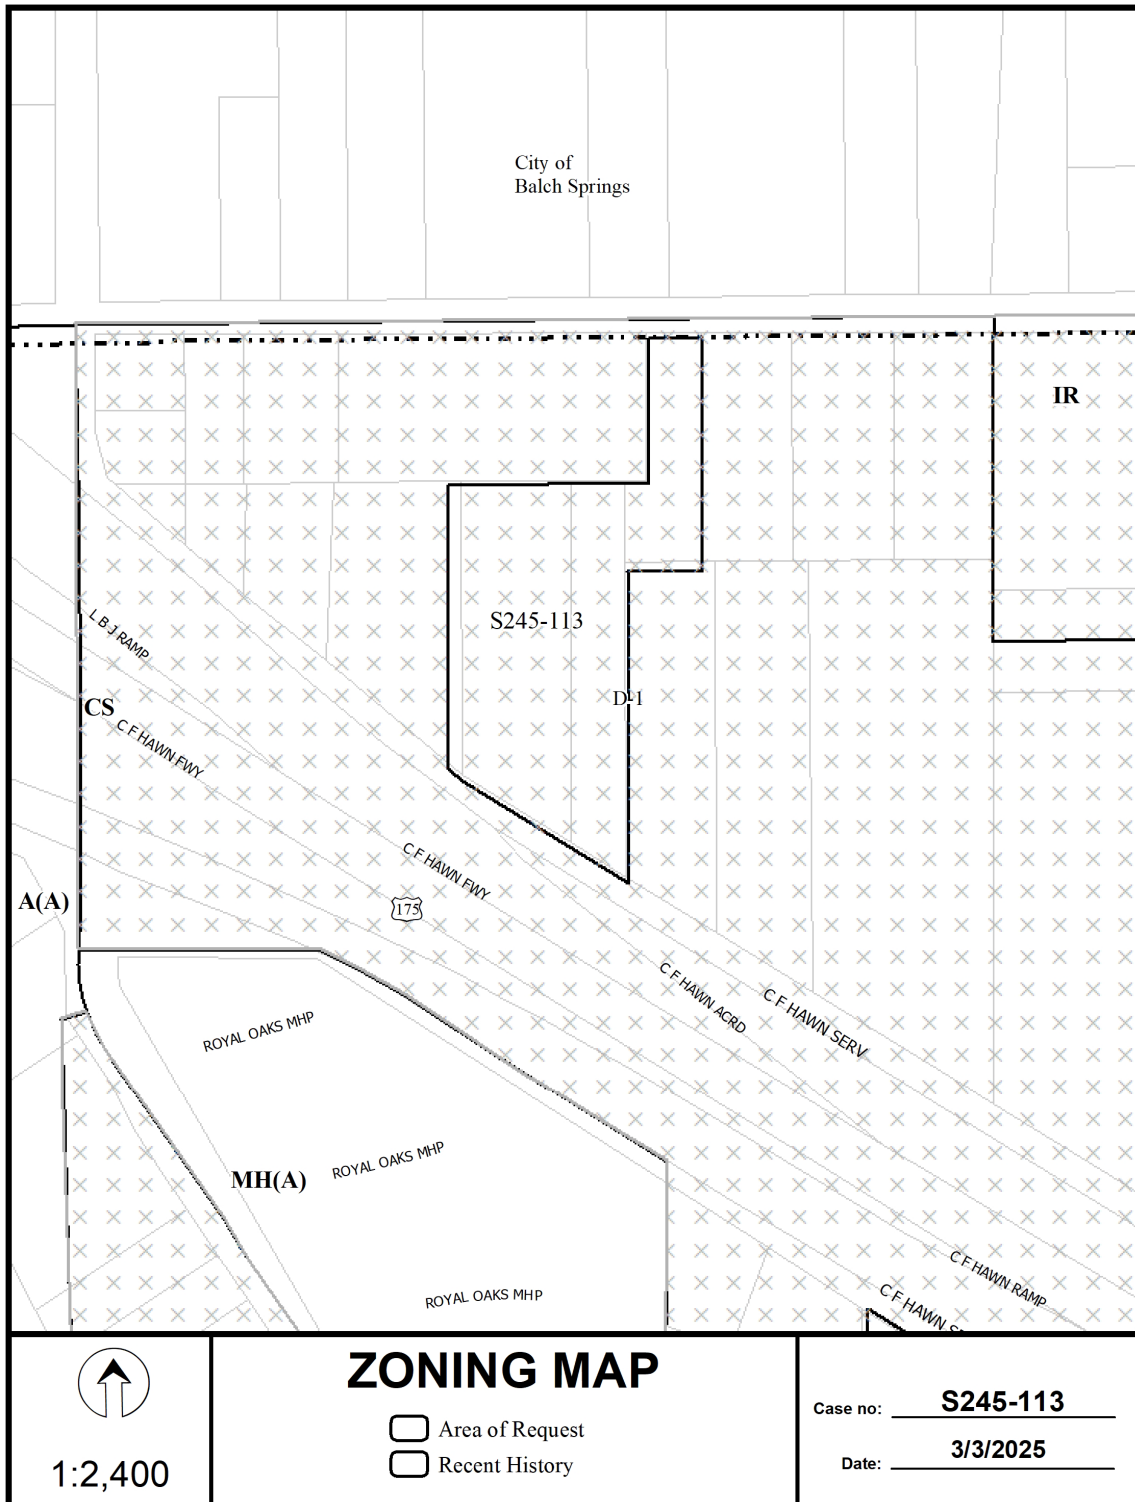 City of
Balch Springs
IR
S245-113
L B J RAMP
D-1
CS
C F HAWN FWY
C F HAWN FWY
A(A)
175
C F HAWN ACRD
C F HAWN SERV
ROYAL OAKS MHP
ROYAL OAKS MHP
MH(A)
C F HAWN RAMP
ROYAL OAKS MHP
C F HAWN
ZONING MAP
Area of Request
Recent History
1:2,400
Case no: S245-113
Date: 3/3/2025